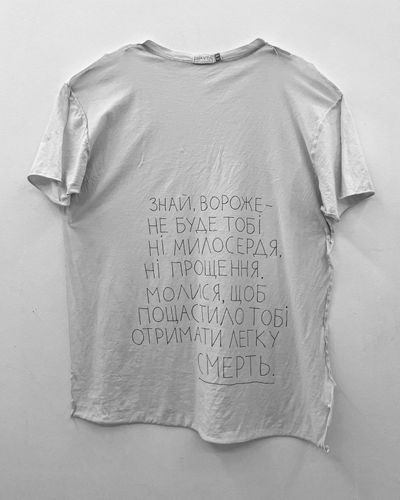 ЗНАЙ, ВОРОЖЕ –
НЕ БУДЕ ТОБІ
НІ МИЛОСЕРДЯ,
НІ ПРОЩЕННЯ.
МОЛИСЯ, ЩОБ
ПОЩАСТИЛО ТОБІ
ОТРИМАТИ ЛЕГКУ
СМЕРТЬ.